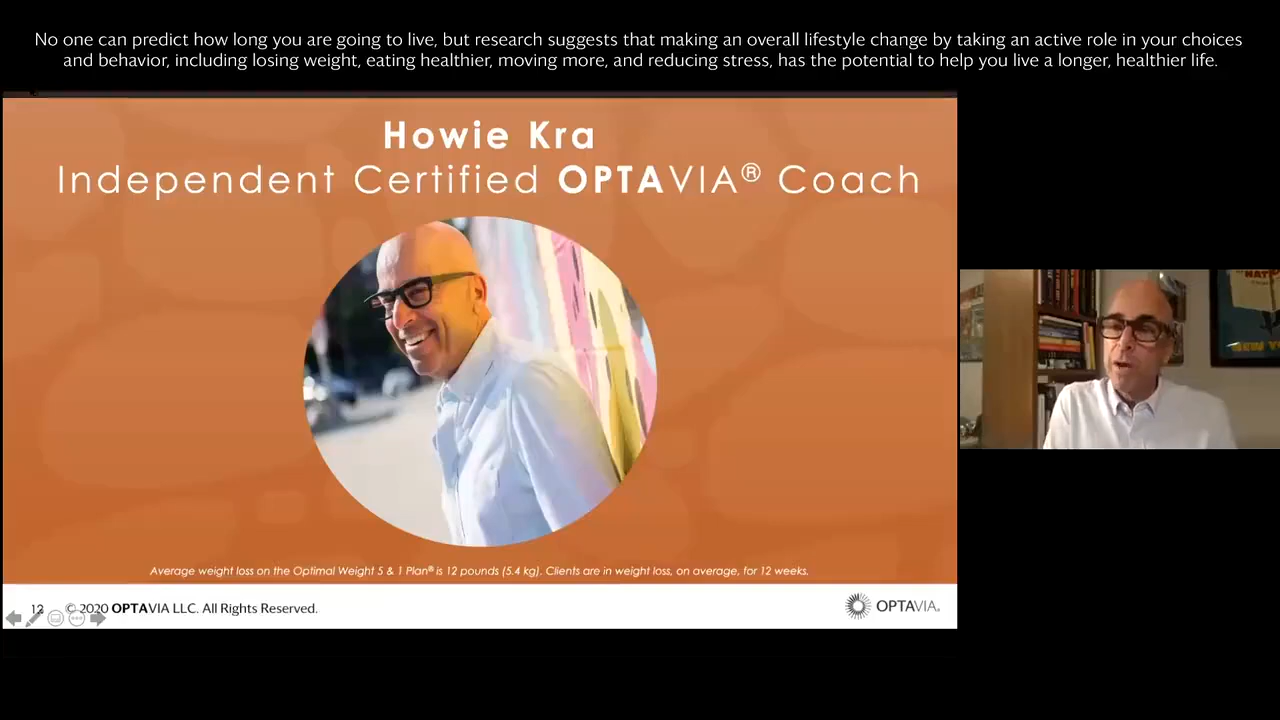 No one can predict how long you are going to live, but research suggests that making an overall lifestyle change by taking an active role in your choices
and behavior, including losing weight, eating healthier, moving more, and reducing stress, has the potential to help you live a longer, healthier life.
Howie Kra
Independent Certified OPTAVIA® Coach
Average weight loss on the Optimal Weight 5 & 1 Plan® is 12 pounds (5.4 kg). Clients are in weight loss, on average, for 12 weeks.
12 © 2020 OPTAVIA LLC. All Rights Reserved.
OPTAVIA®